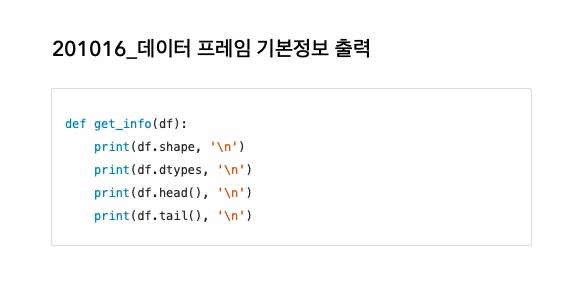 201016_데이터 프레임 기본정보 출력
def get_info(df):
    print(df.shape, '\n')
    print(df.dtypes, '\n')
    print(df.head(), '\n')
    print(df.tail(), '\n')